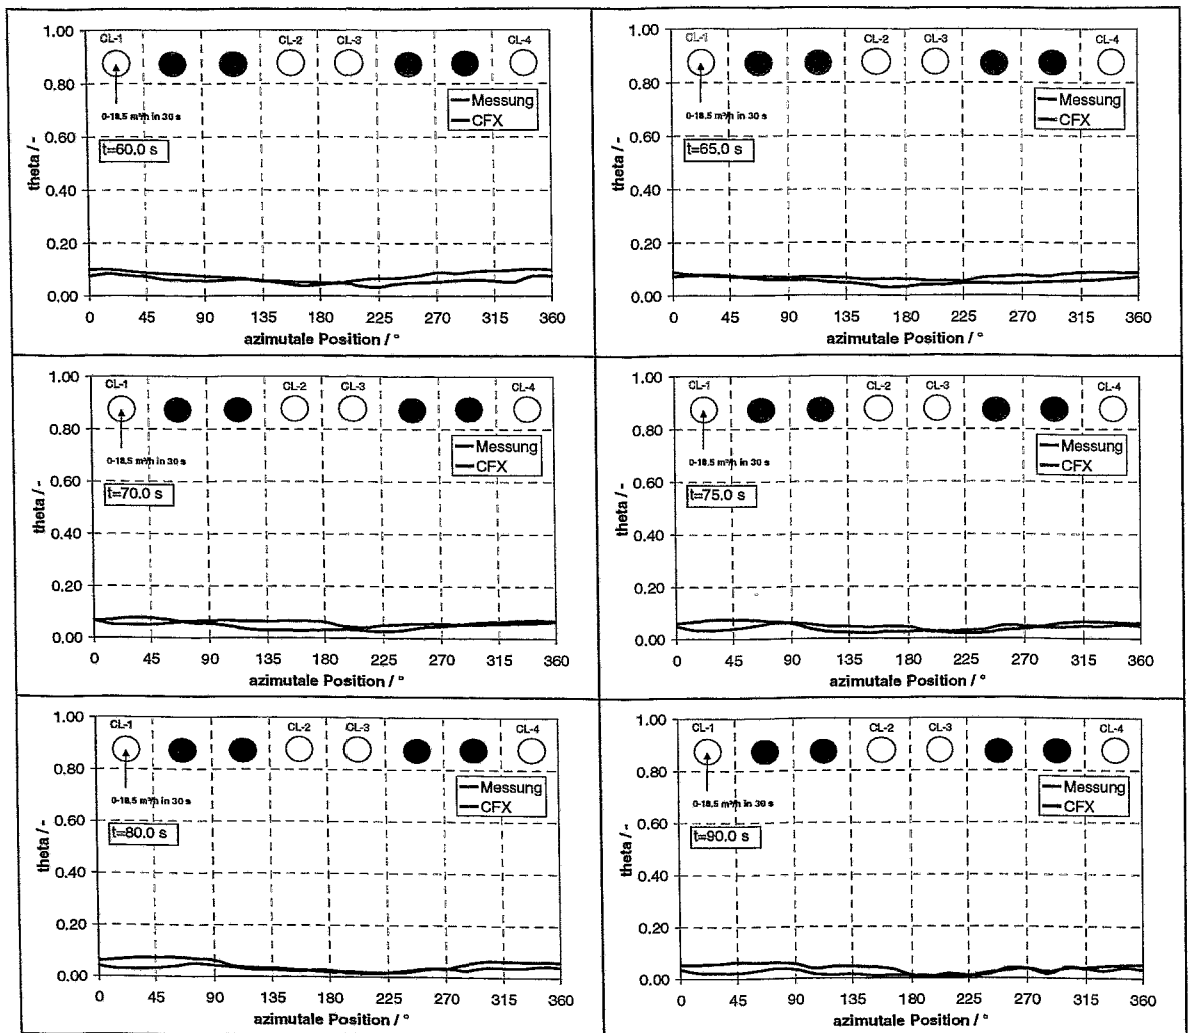 1.00
CL-1 CL-2 CL-3 CL-4
0.80
Messung
CFX
0-18.5 m³/h in 30 s
0.60
t=60.0 s
theta / -
0.40
0.20
0.00
0 45 90 135 180 225 270 315 360
azimutale Position / °
1.00
CL-1 CL-2 CL-3 CL-4
0.80
Messung
CFX
0-18.5 m³/h in 30 s
0.60
t=65.0 s
theta / -
0.40
0.20
0.00
0 45 90 135 180 225 270 315 360
azimutale Position / °
1.00
CL-1 CL-2 CL-3 CL-4
0.80
Messung
CFX
0-18.5 m³/h in 30 s
0.60
t=70.0 s
theta / -
0.40
0.20
0.00
0 45 90 135 180 225 270 315 360
azimutale Position / °
1.00
CL-1 CL-2 CL-3 CL-4
0.80
Messung
CFX
0-18.5 m³/h in 30 s
0.60
t=75.0 s
theta / -
0.40
0.20
0.00
0 45 90 135 180 225 270 315 360
azimutale Position / °
1.00
CL-1 CL-2 CL-3 CL-4
0.80
Messung
CFX
0-18.5 m³/h in 30 s
0.60
t=80.0 s
theta / -
0.40
0.20
0.00
0 45 90 135 180 225 270 315 360
azimutale Position / °
1.00
CL-1 CL-2 CL-3 CL-4
0.80
Messung
CFX
0-18.5 m³/h in 30 s
0.60
t=90.0 s
theta / -
0.40
0.20
0.00
0 45 90 135 180 225 270 315 360
azimutale Position / °